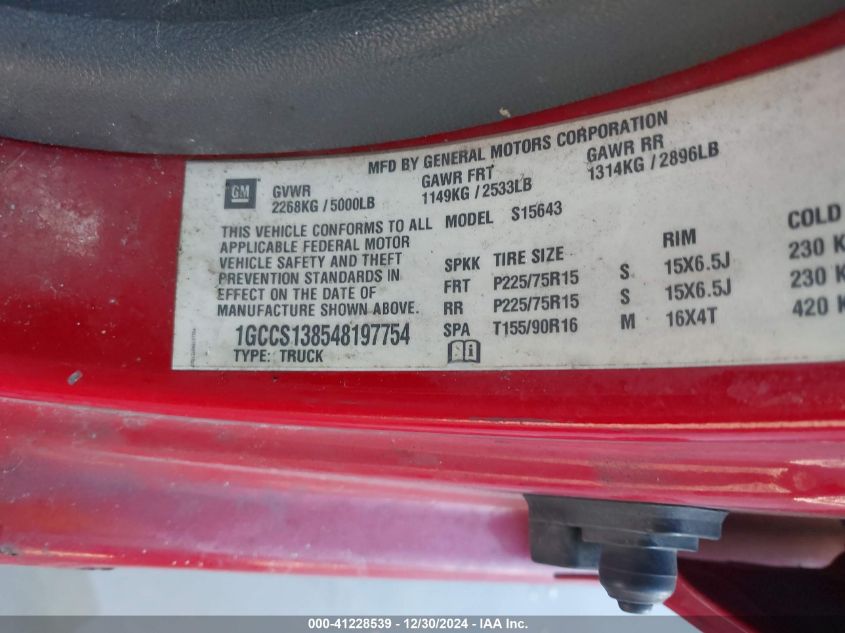 MFD BY GENERAL MOTORS CORPORATION
GM
GVWR GAWR FRT GAWR RR
2268KG / 5000LB 1149KG / 2533LB 1314KG / 2896LB
THIS VEHICLE CONFORMS TO ALL
APPLICABLE FEDERAL MOTOR
VEHICLE SAFETY AND THEFT
PREVENTION STANDARDS IN
EFFECT ON THE DATE OF
MANUFACTURE SHOWN ABOVE.
1GCCS138548197754
TYPE: TRUCK
MODEL S15643
SPKK TIRE SIZE RIM COLD
FRT P225/75R15 S 15X6.5J 230 K
RR P225/75R15 S 15X6.5J 230 K
SPA T155/90R16 M 16X4T 420 K
000-41228539 / 12/30/2024 - IAA Inc.